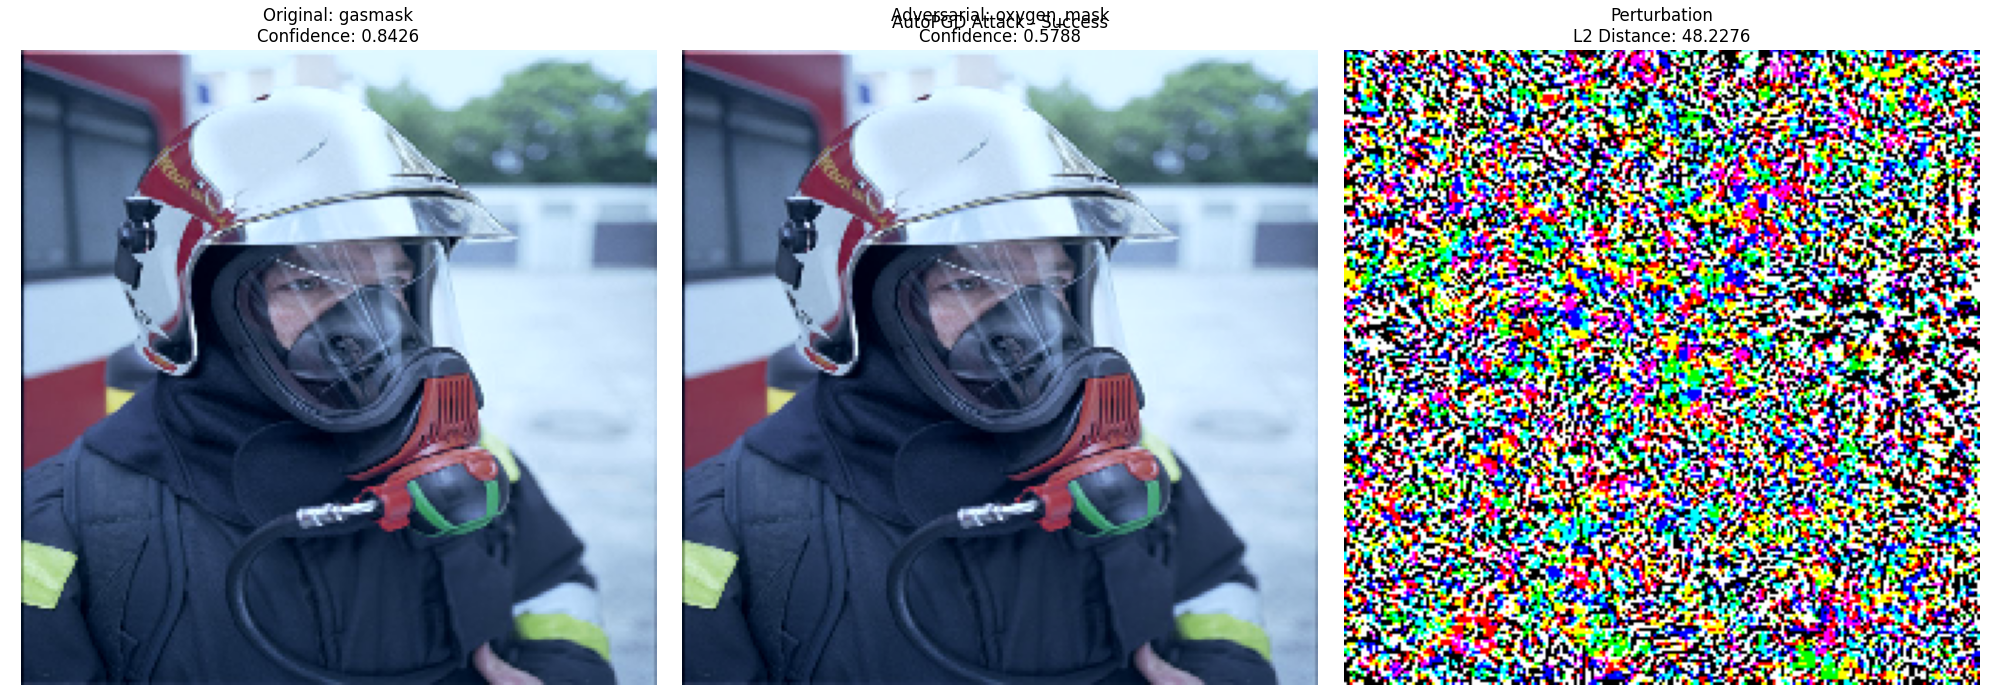 Original: gasmask
Confidence: 0.8426
AutoPGD Attack - Success
Adversarial: oxygen_mask
Confidence: 0.5788
Perturbation
L2 Distance: 48.2276